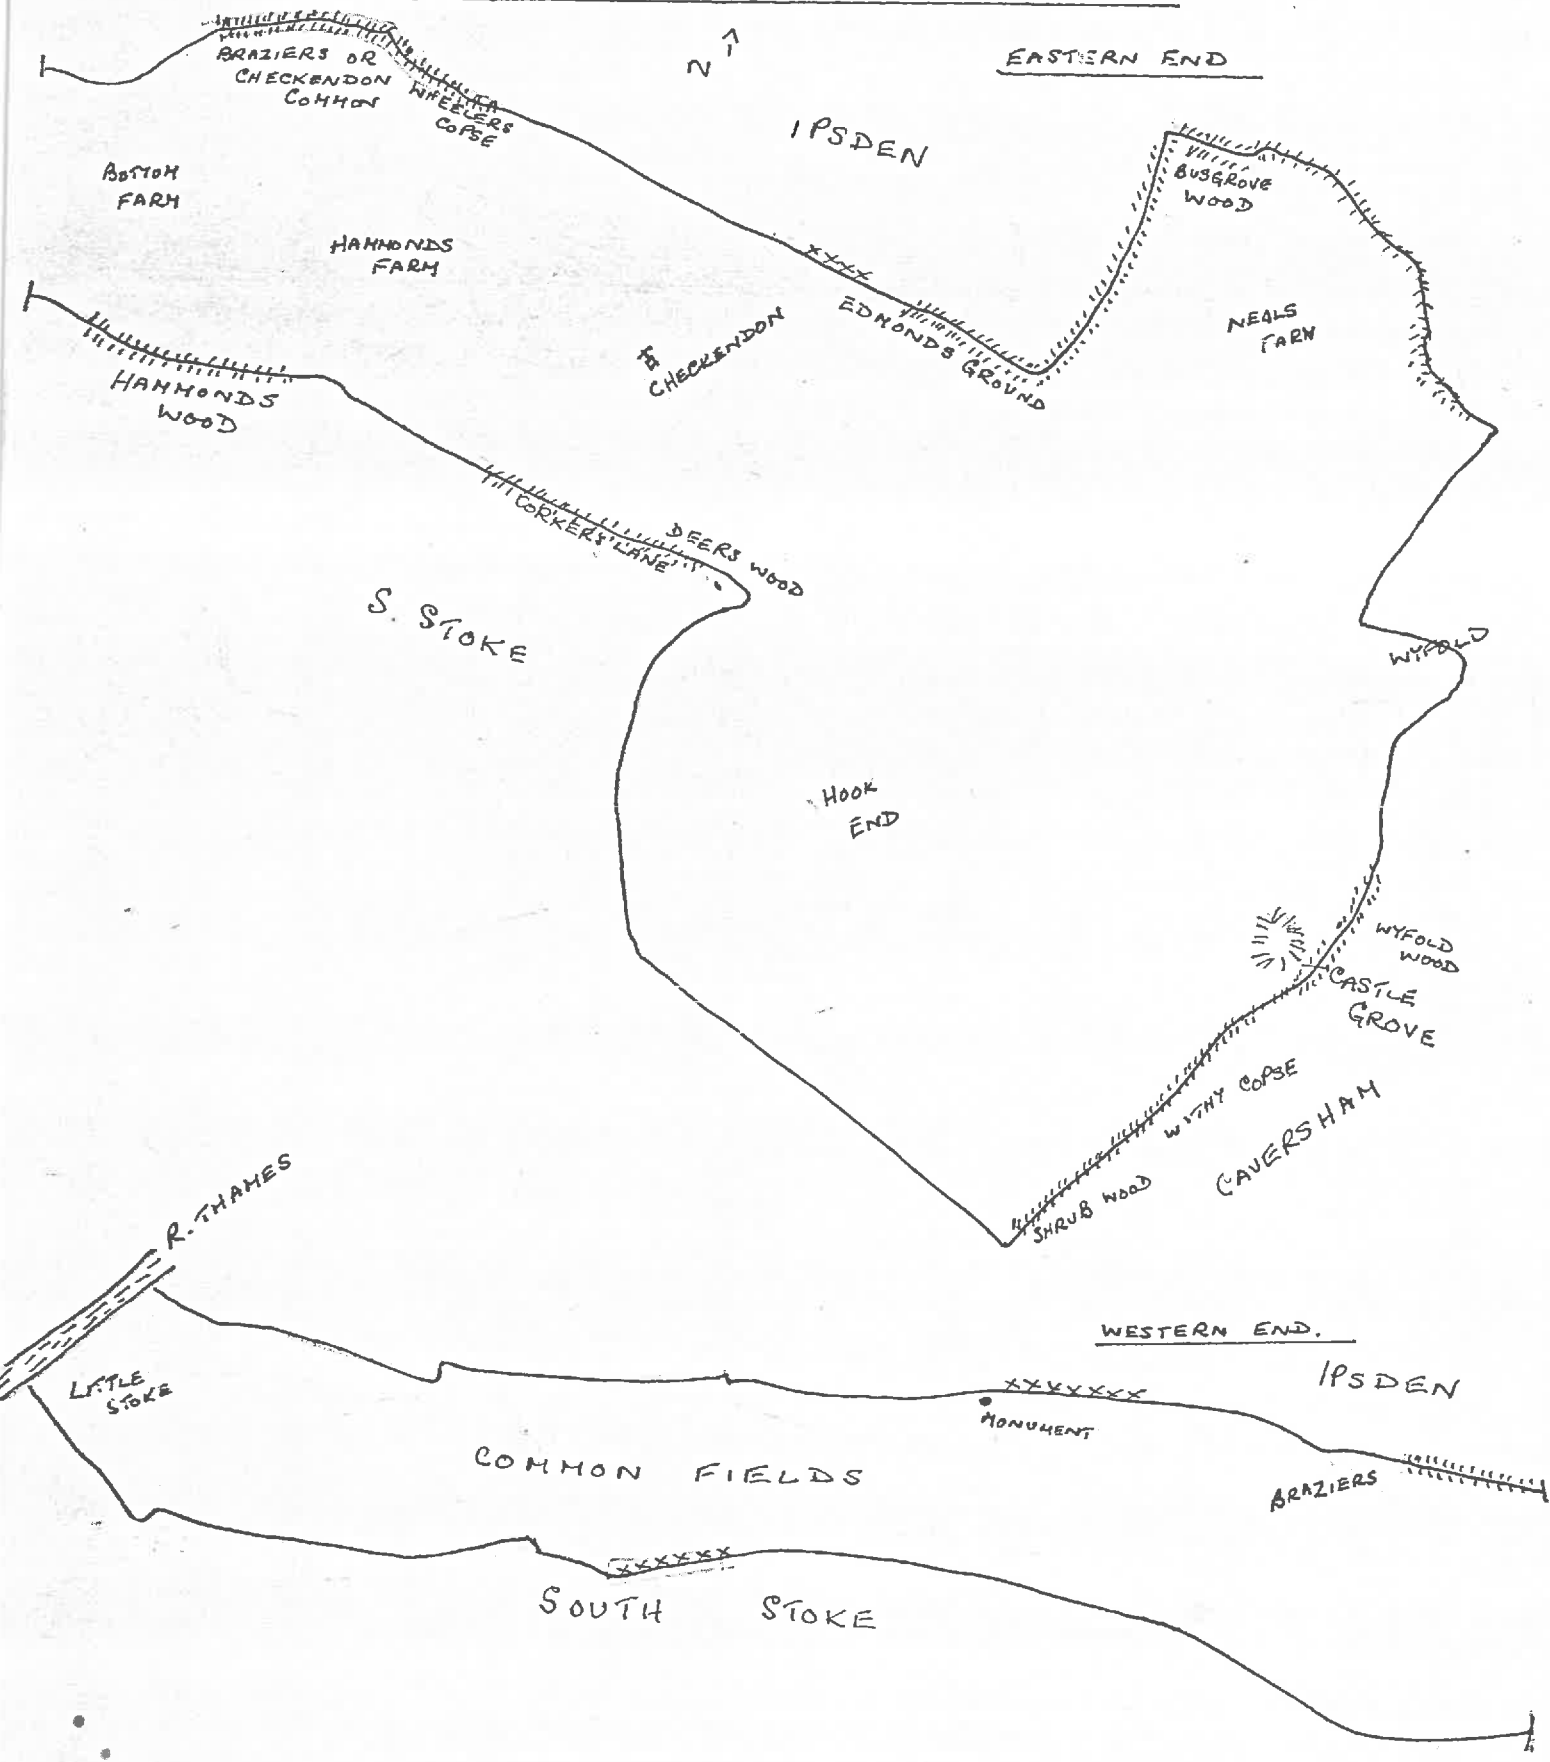 N
EASTERN END
BRAZIERS OR
CHECKENDON
COMMON
WHEELERS
COPSE
IPSDEN
BUSGROVE
WOOD
BOTTOM
FARM
HAMMONDS
FARM
EDMONDS GROUND
NEALS
FARM
CHECKENDON
HAMMONDS
WOOD
CORKERS LANE
DEERS WOOD
S. STOKE
WYFOLD
HOOK
END
WYFOLD
WOOD
CASTLE
GROVE
WITHY COPSE
CAVERSHAM
SHRUB WOOD
R. THAMES
WESTERN END.
LITTLE
STOKE
IPSDEN
MONUMENT
COMMON FIELDS
BRAZIERS
SOUTH STOKE